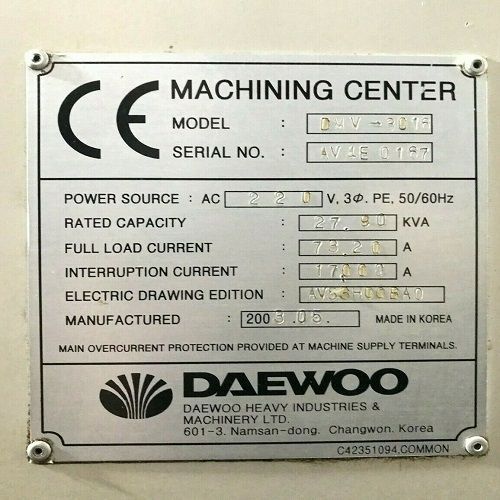 CE MACHINING CENTER
MODEL : DMV-3016
SERIAL NO. : AV4E0187
POWER SOURCE : AC 220 V, 3Φ. PE, 50/60Hz
RATED CAPACITY : 27.90 KVA
FULL LOAD CURRENT : 73.20 A
INTERRUPTION CURRENT : 17000 A
ELECTRIC DRAWING EDITION :
MANUFACTURED : 2003.05. MADE IN KOREA
MAIN OVERCURRENT PROTECTION PROVIDED AT MACHINE SUPPLY TERMINALS.
DAEWOO
DAEWOO HEAVY INDUSTRIES &
MACHINERY LTD.
601-3. Namsan-dong. Changwon. Korea
C42351094.COMMON